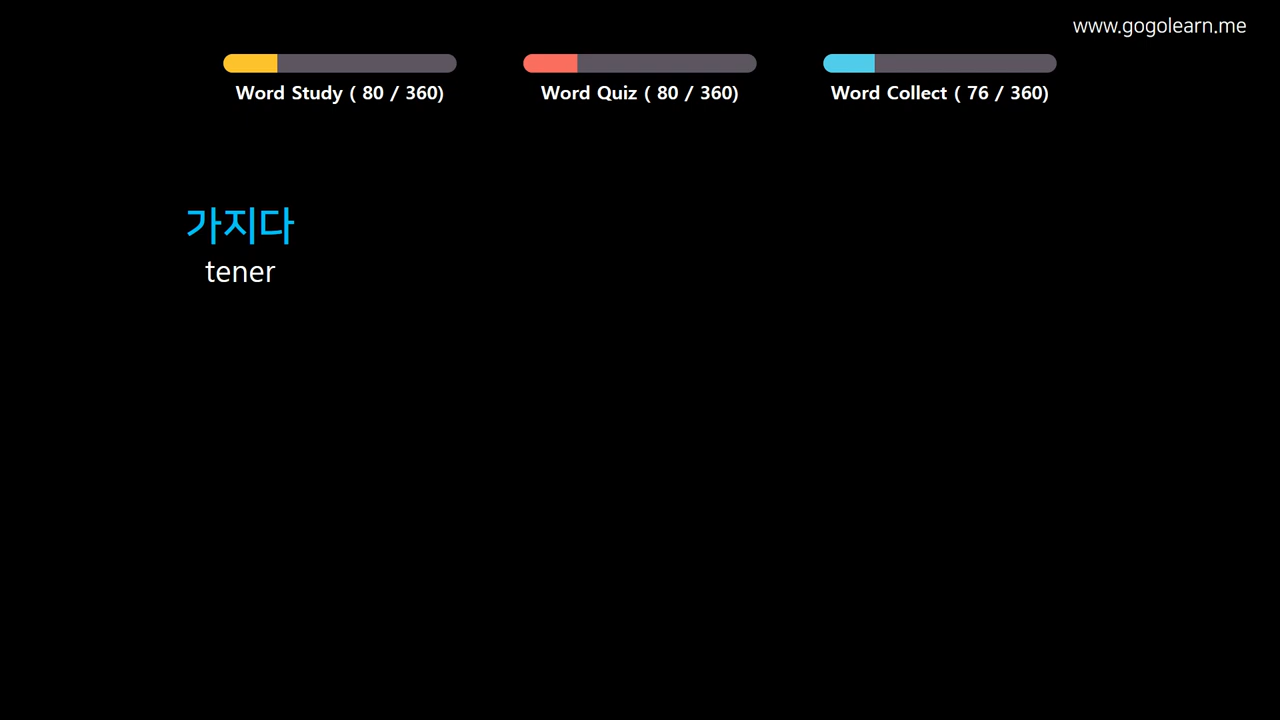 www.gogolearn.me
Word Study ( 80 / 360)
Word Quiz ( 80 / 360)
Word Collect ( 76 / 360)
가지다
tener